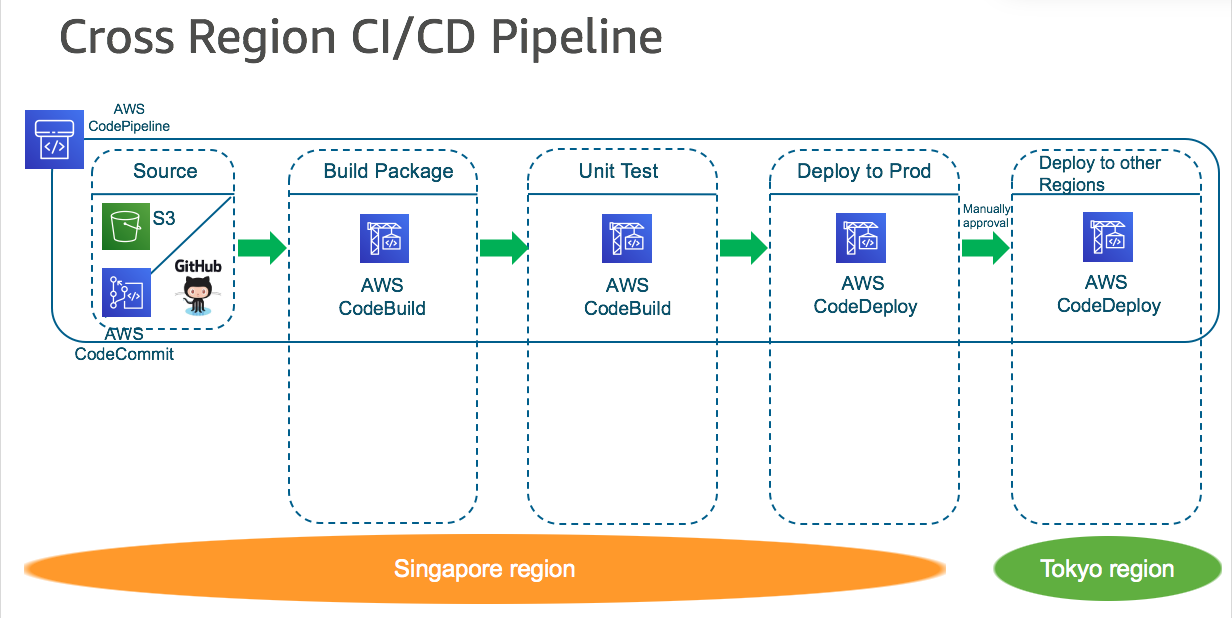 Cross Region CI/CD Pipeline
AWS
CodePipeline
Source
S3
GitHub
AWS
CodeCommit
Build Package
AWS
CodeBuild
Unit Test
AWS
CodeBuild
Deploy to Prod
AWS
CodeDeploy
Manually
approval
Deploy to other
Regions
AWS
CodeDeploy
Singapore region
Tokyo region